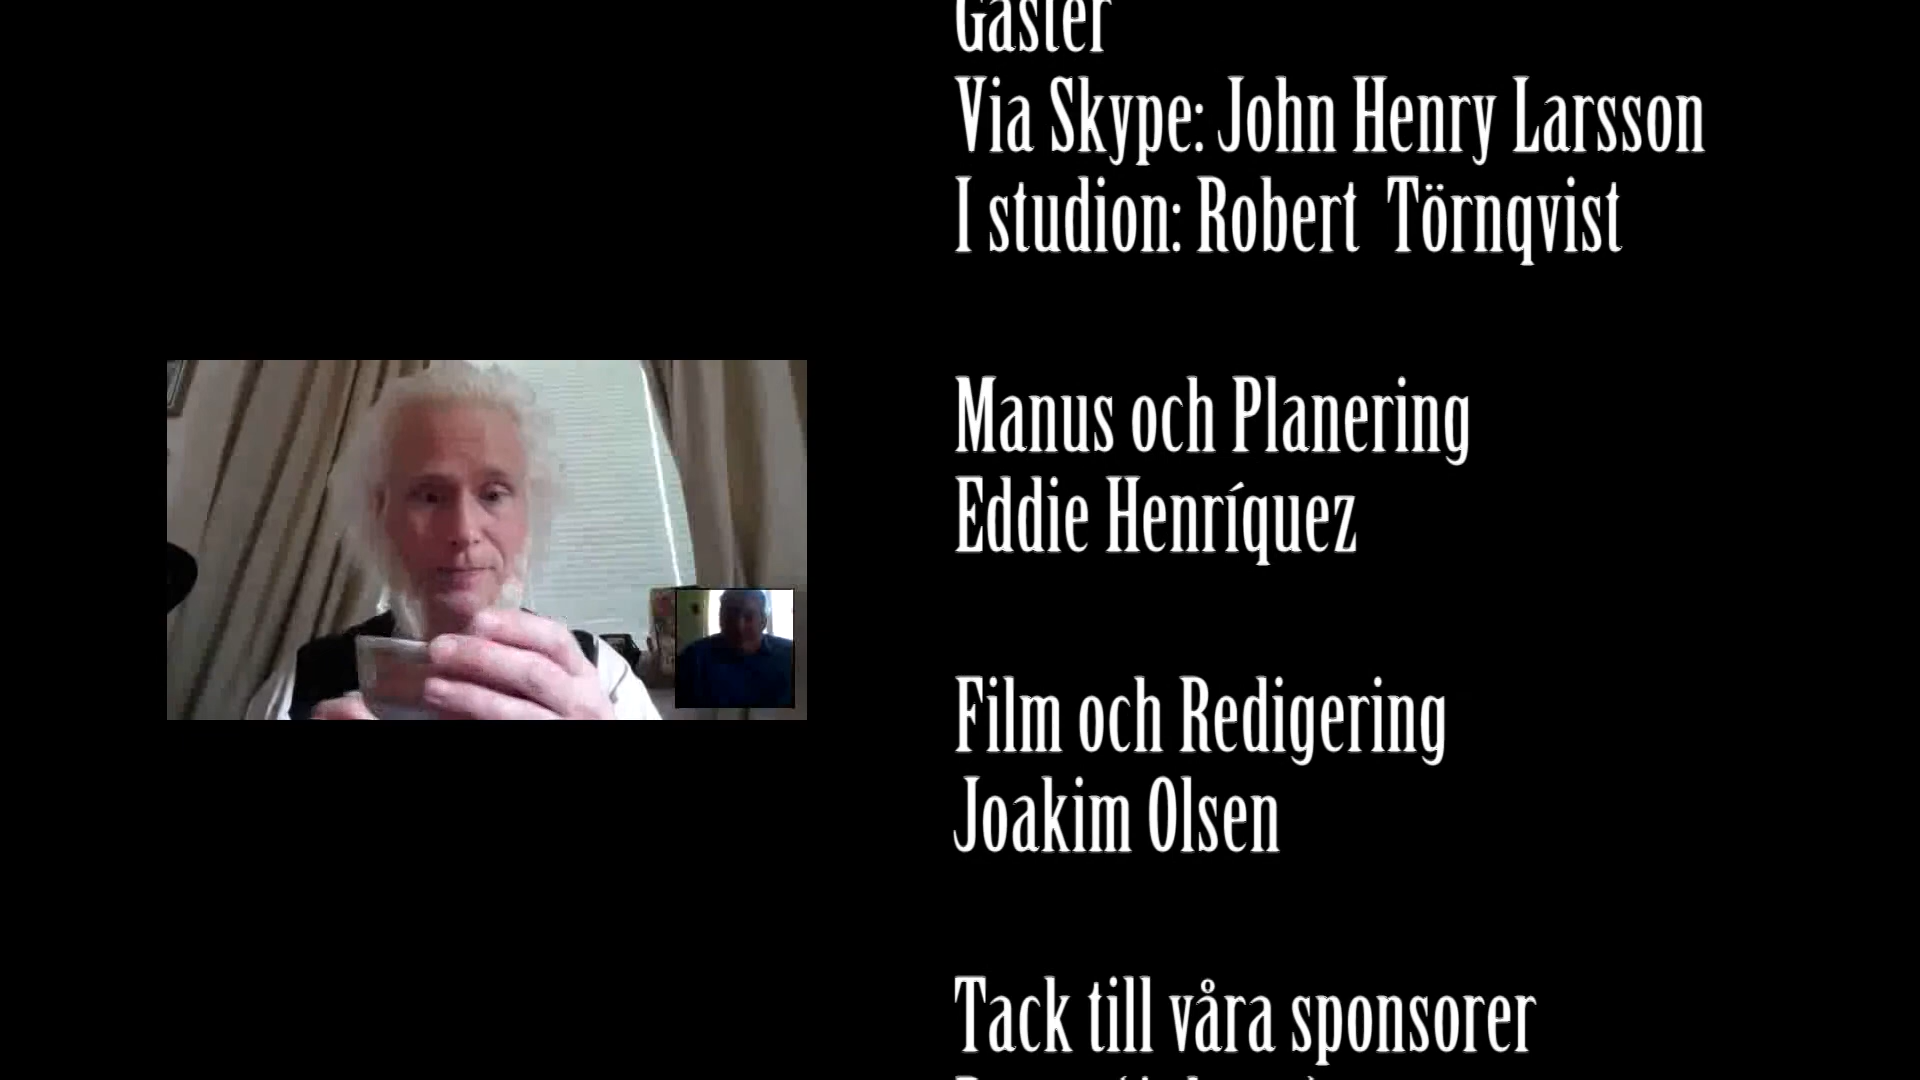 Gäster
Via Skype: John Henry Larsson
I studion: Robert Törnqvist
Manus och Planering
Eddie Henríquez
Film och Redigering
Joakim Olsen
Tack till våra sponsorer